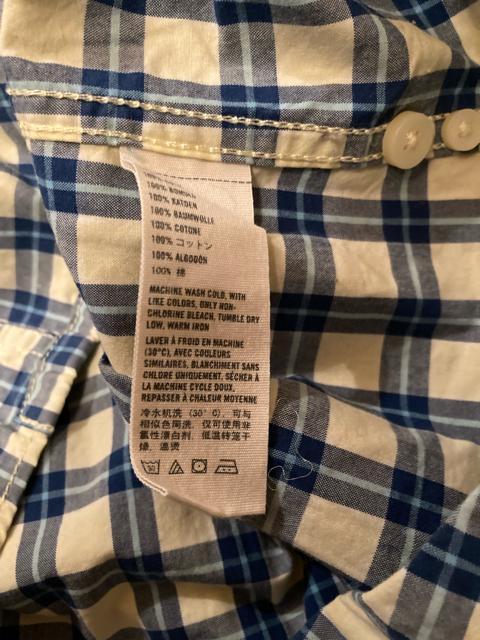 100% KATOEN
100% BAUMWOLLE
100% COTONE
100% コットン
100% ALGODÓN
100% 棉
MACHINE WASH COLD, WITH
LIKE COLORS, ONLY NON-
CHLORINE BLEACH, TUMBLE DRY
LOW, WARM IRON
LAVER À FROID EN MACHINE
(30°C), AVEC COULEURS
SIMILAIRES, BLANCHIMENT SANS
CHLORE UNIQUEMENT, SÉCHER À
LA MACHINE CYCLE DOUX,
REPASSER À CHALEUR MOYENNE
冷水机洗 (30°C), 可与
相似色同洗, 仅可使用非
氯性漂白剂, 低温转笼干
燥, 温烫